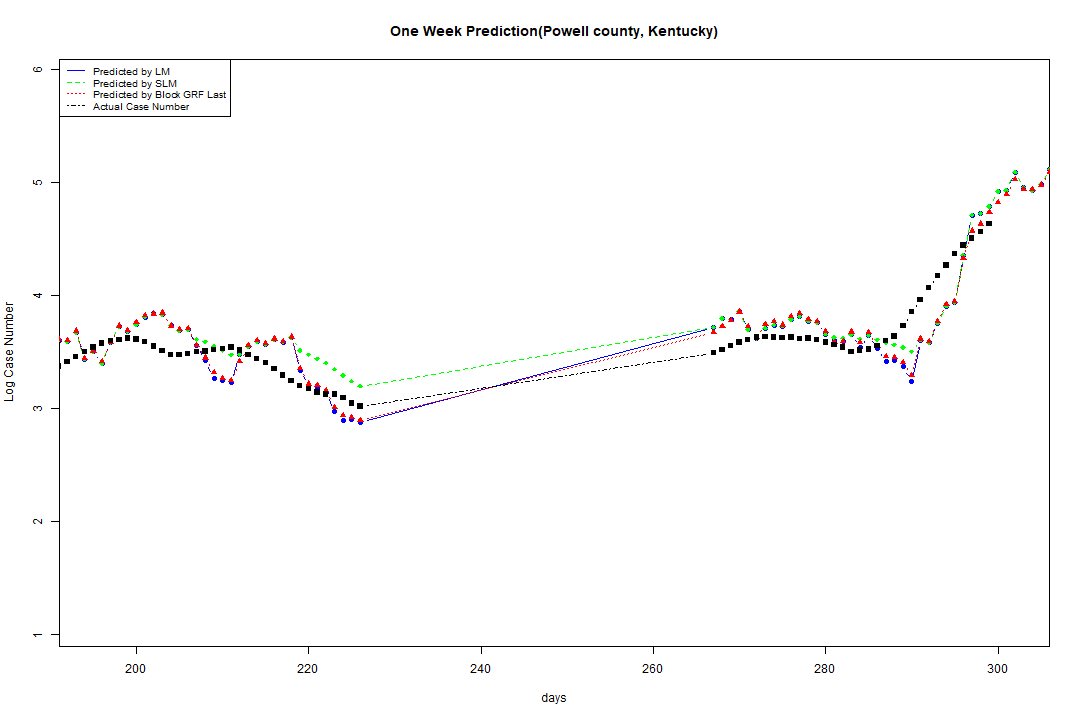 One Week Prediction(Powell county, Kentucky)
Predicted by LM
Predicted by SLM
Predicted by Block GRF Last
Actual Case Number
6
5
4
3
2
1
Log Case Number
200
220
240
260
280
300
days